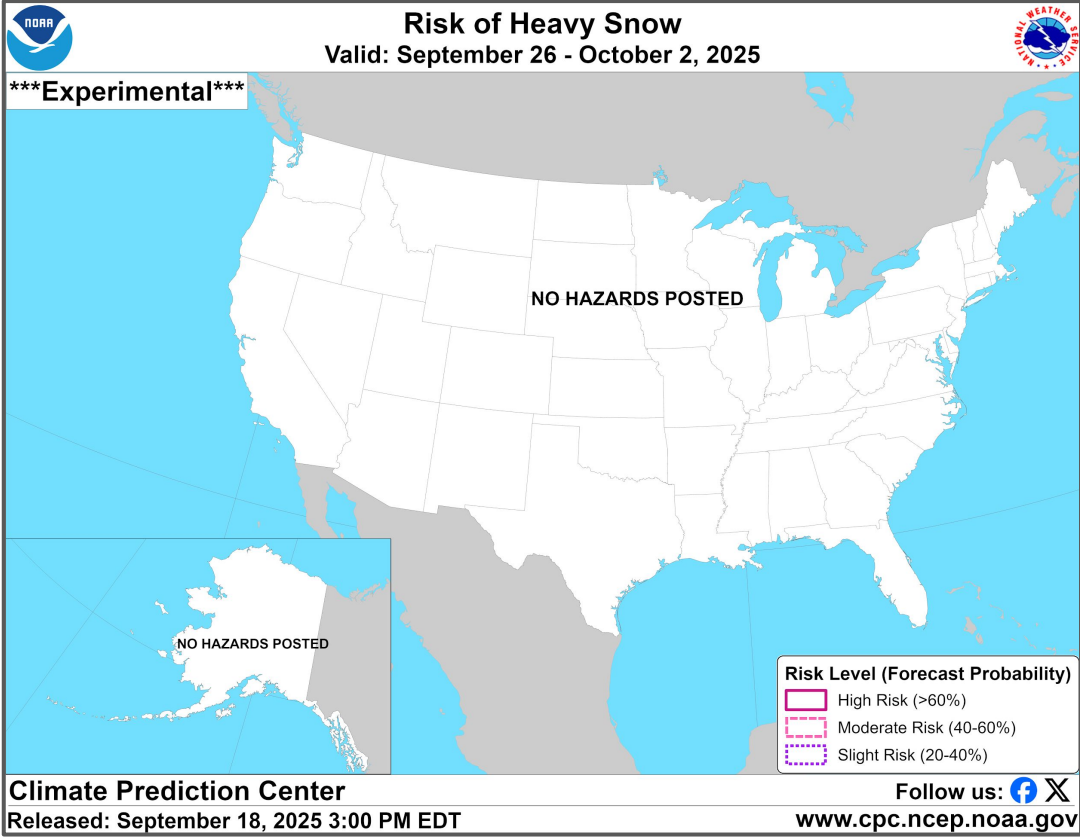 NOAA
Risk of Heavy Snow
Valid: September 26 - October 2, 2025
NATIONAL WEATHER SERVICE
***Experimental***
NO HAZARDS POSTED
NO HAZARDS POSTED
Risk Level (Forecast Probability)
High Risk (>60%)
Moderate Risk (40-60%)
Slight Risk (20-40%)
Climate Prediction Center
Follow us:
Released: September 18, 2025 3:00 PM EDT
www.cpc.ncep.noaa.gov